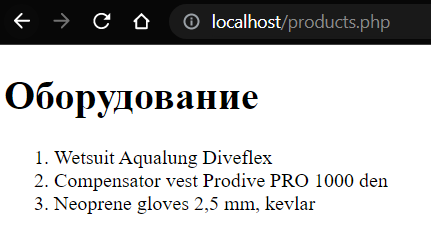 localhost/products.php
Оборудование
1. Wetsuit Aqualung Diveflex
2. Compensator vest Prodive PRO 1000 den
3. Neoprene gloves 2,5 mm, kevlar